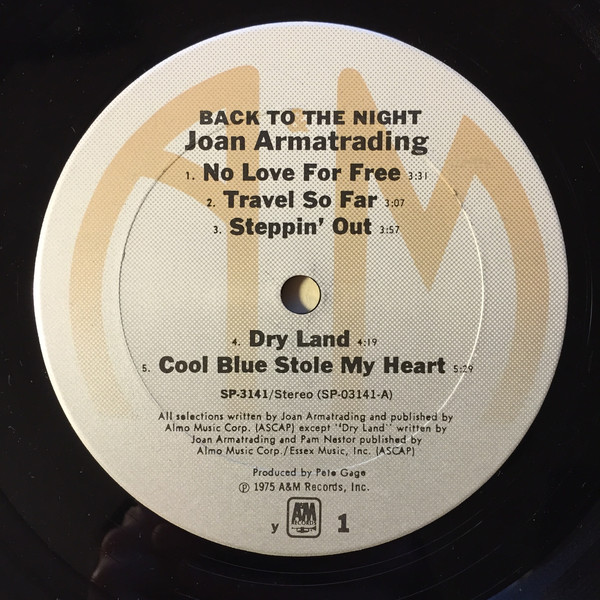 A&M
BACK TO THE NIGHT
Joan Armatrading
1. No Love For Free 3:31
2. Travel So Far 3:07
3. Steppin' Out 3:57
4. Dry Land 4:19
5. Cool Blue Stole My Heart 5:29
SP-3141/Stereo (SP-03141-A)
All selections written by Joan Armatrading and published by
Almo Music Corp. (ASCAP) except "Dry Land" written by
Joan Armatrading and Pam Nestor published by
Almo Music Corp./Essex Music, Inc. (ASCAP)
Produced by Pete Gage
℗ 1975 A&M Records, Inc.
y A&M RECORDS 1